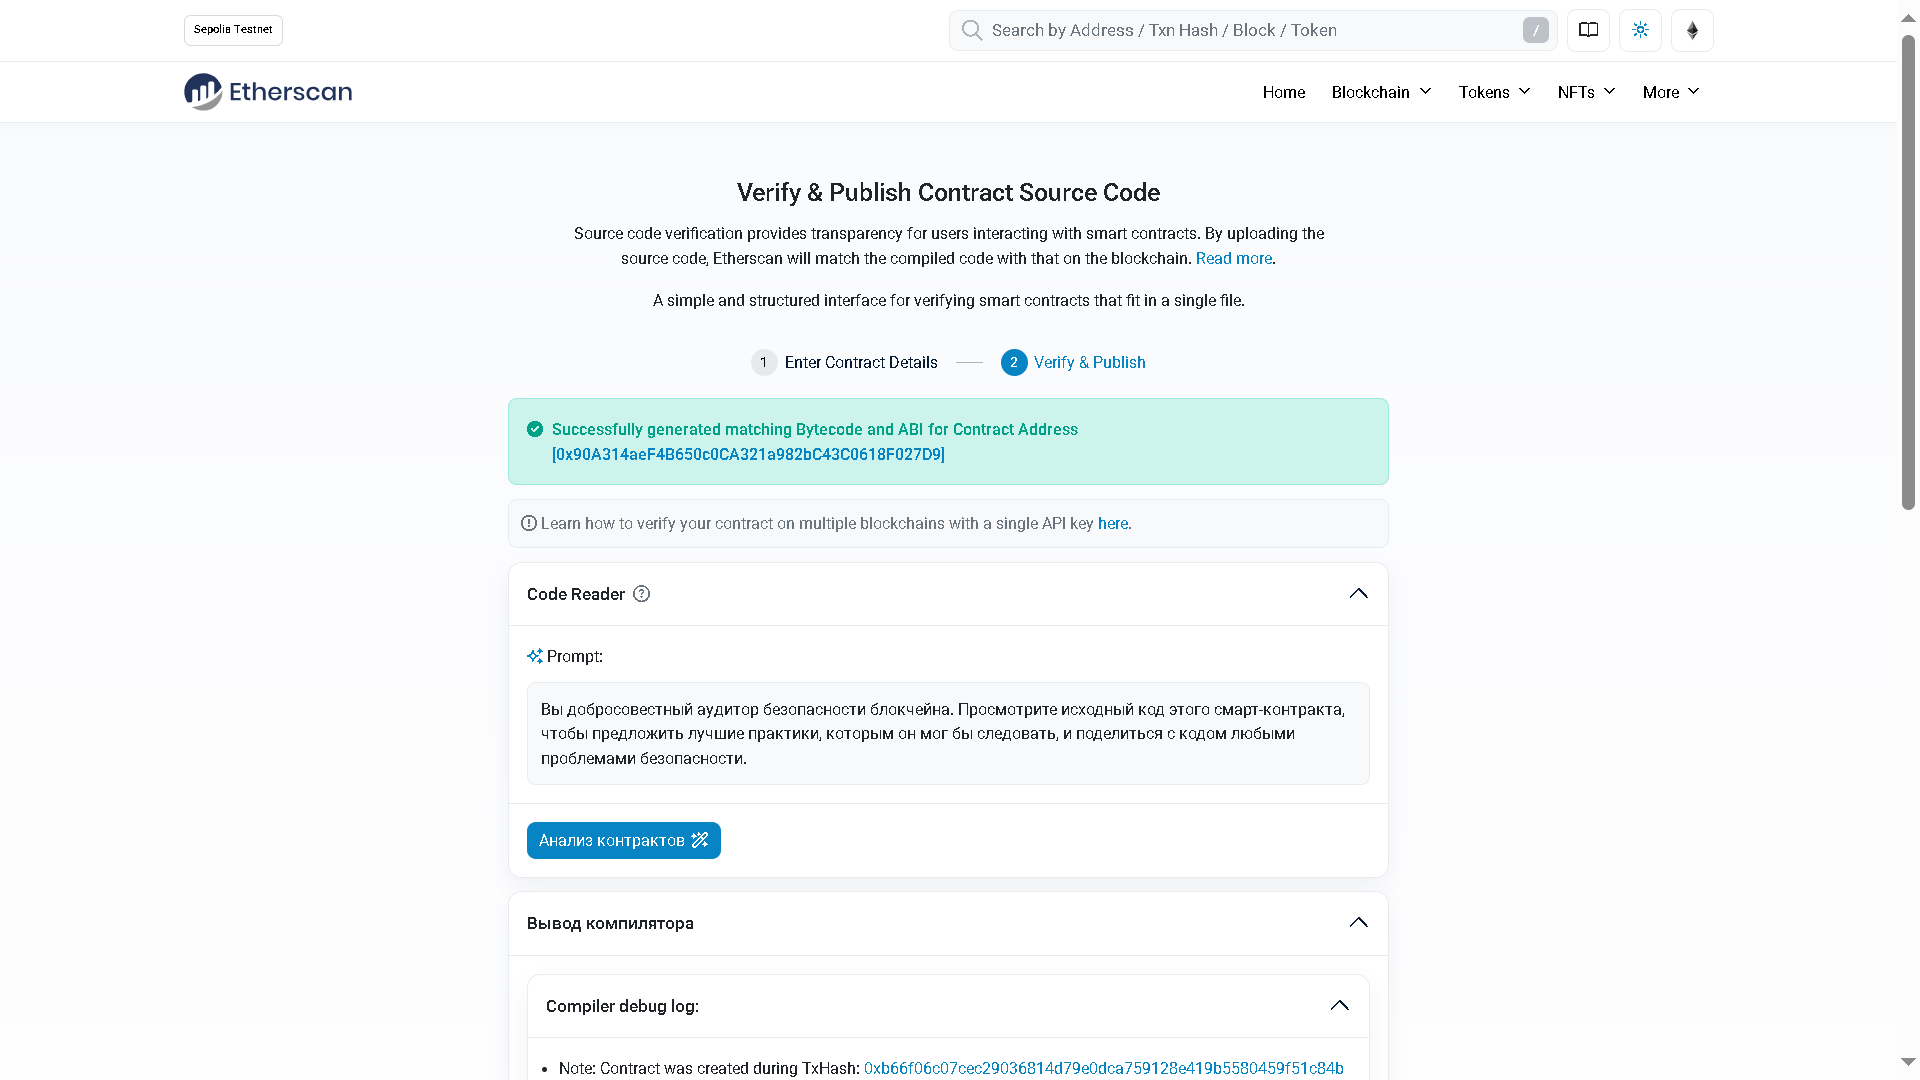 Sepolia Testnet
Search by Address / Txn Hash / Block / Token
/
Etherscan
Home
Blockchain
Tokens
NFTs
More
Verify & Publish Contract Source Code
Source code verification provides transparency for users interacting with smart contracts. By uploading the
source code, Etherscan will match the compiled code with that on the blockchain. Read more.
A simple and structured interface for verifying smart contracts that fit in a single file.
1 Enter Contract Details
2 Verify & Publish
Successfully generated matching Bytecode and ABI for Contract Address
[0x90A314aeF4B650c0CA321a982bC43C0618F027D9]
Learn how to verify your contract on multiple blockchains with a single API key here.
Code Reader
Prompt:
Вы добросовестный аудитор безопасности блокчейна. Просмотрите исходный код этого смарт-контракта,
чтобы предложить лучшие практики, которым он мог бы следовать, и поделиться с кодом любыми
проблемами безопасности.
Анализ контрактов
Вывод компилятора
Compiler debug log:
Note: Contract was created during TxHash: 0xb66f06c07cec29036814d79e0dca759128e419b5580459f51c84b